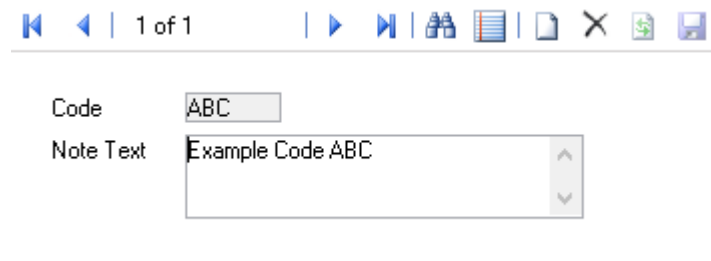 1 of 1
Code ABC
Note Text Example Code ABC